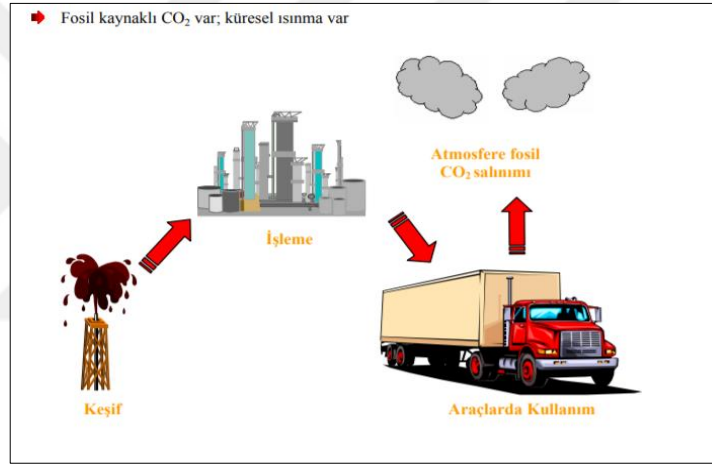 Fosil kaynaklı CO₂ var; küresel ısınma var
Atmosfere fosil
CO₂ salınımı
İşleme
Keşif
Araçlarda Kullanım